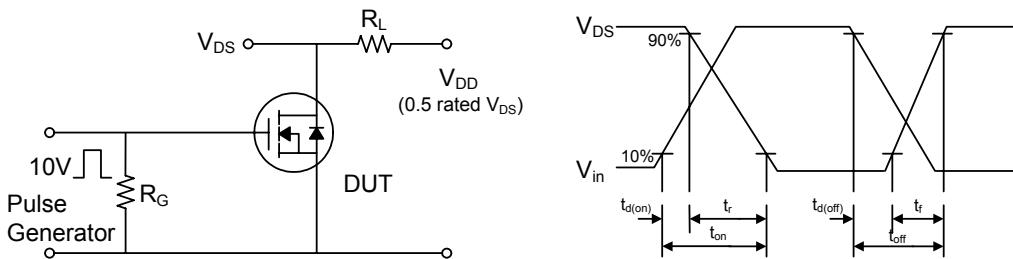 V_DS
R_L
V_DD
(0.5 rated V_DS)
10V
R_G
DUT
Pulse
Generator
V_DS
90%
V_in
10%
t_d(on)
t_r
t_on
t_d(off)
t_f
t_off